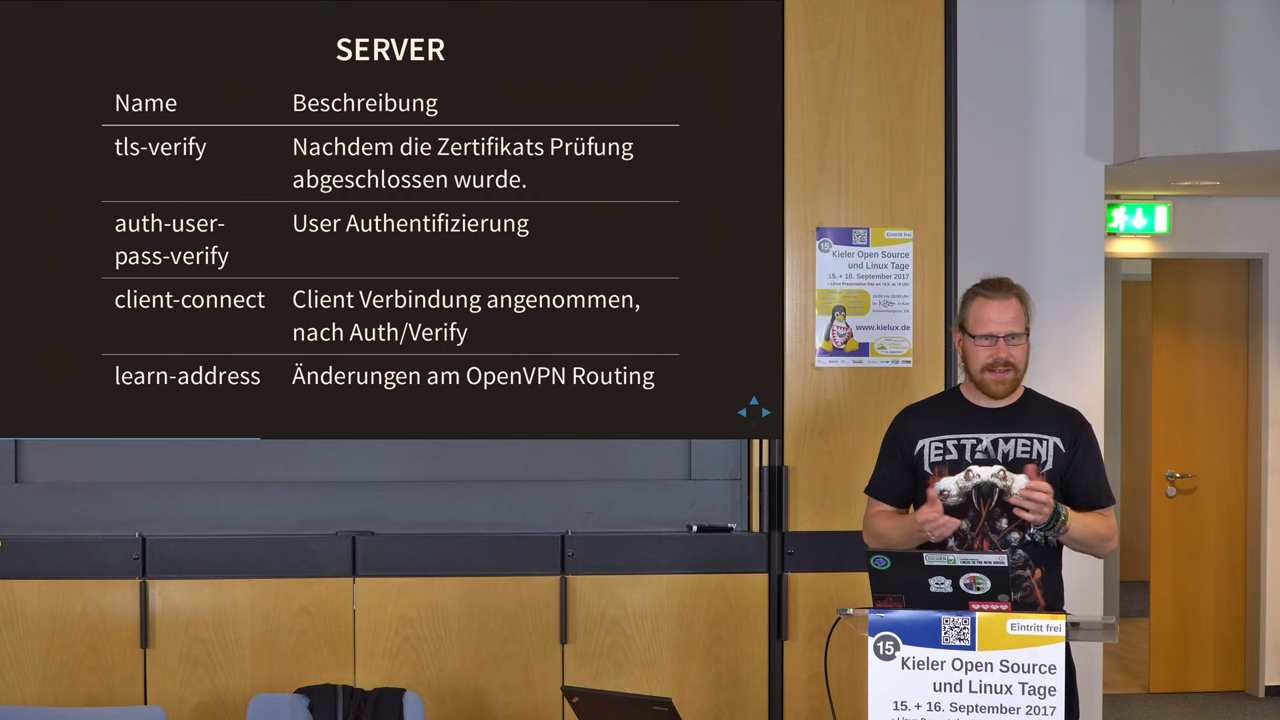 SERVER
Name Beschreibung
tls-verify Nachdem die Zertifikats Prüfung
abgeschlossen wurde.
auth-user- User Authentifizierung
pass-verify
client-connect Client Verbindung angenommen,
nach Auth/Verify
learn-address Änderungen am OpenVPN Routing
Eintritt frei
15.
Kieler Open Source
und Linux Tage
15. + 16. September 2017
www.kielux.de
TESTAMENT
Eintritt frei
15.
Kieler Open Source
und Linux Tage
15. + 16. September 2017